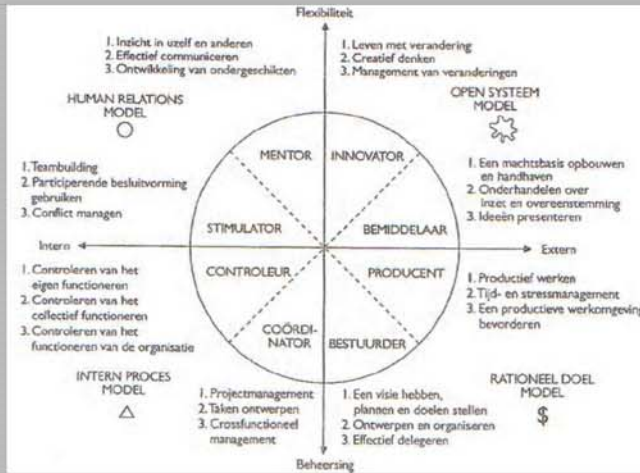 Flexibiliteit
1. Inzicht in uzelf en anderen
2. Effectief communiceren
3. Ontwikkeling van ondergeschikten
1. Leven met verandering
2. Creatief denken
3. Management van veranderingen
HUMAN RELATIONS
MODEL
OPEN SYSTEEM
MODEL
MENTOR
INNOVATOR
1. Teambuilding
2. Participerende besluitvorming
gebruiken
3. Conflict managen
1. Een machtsbasis opbouwen
en handhaven
2. Onderhandelen over
inzet en overeenstemming
3. Ideeën presenteren
STIMULATOR
BEMIDDELAAR
Intern
Extern
CONTROLEUR
PRODUCENT
1. Controleren van het
eigen functioneren
2. Controleren van het
collectief functioneren
3. Controleren van het
functioneren van de organisatie
1. Productief werken
2. Tijd- en stressmanagement
3. Een productieve werkomgeving
bevorderen
COÖRDI-
NATOR
BESTUURDER
INTERN PROCES
MODEL
RATIONEEL DOEL
MODEL
$
1. Projectmanagement
2. Taken ontwerpen
3. Crossfunctioneel
management
1. Een visie hebben,
plannen en doelen stellen
2. Ontwerpen en organiseren
3. Effectief delegeren
Beheersing